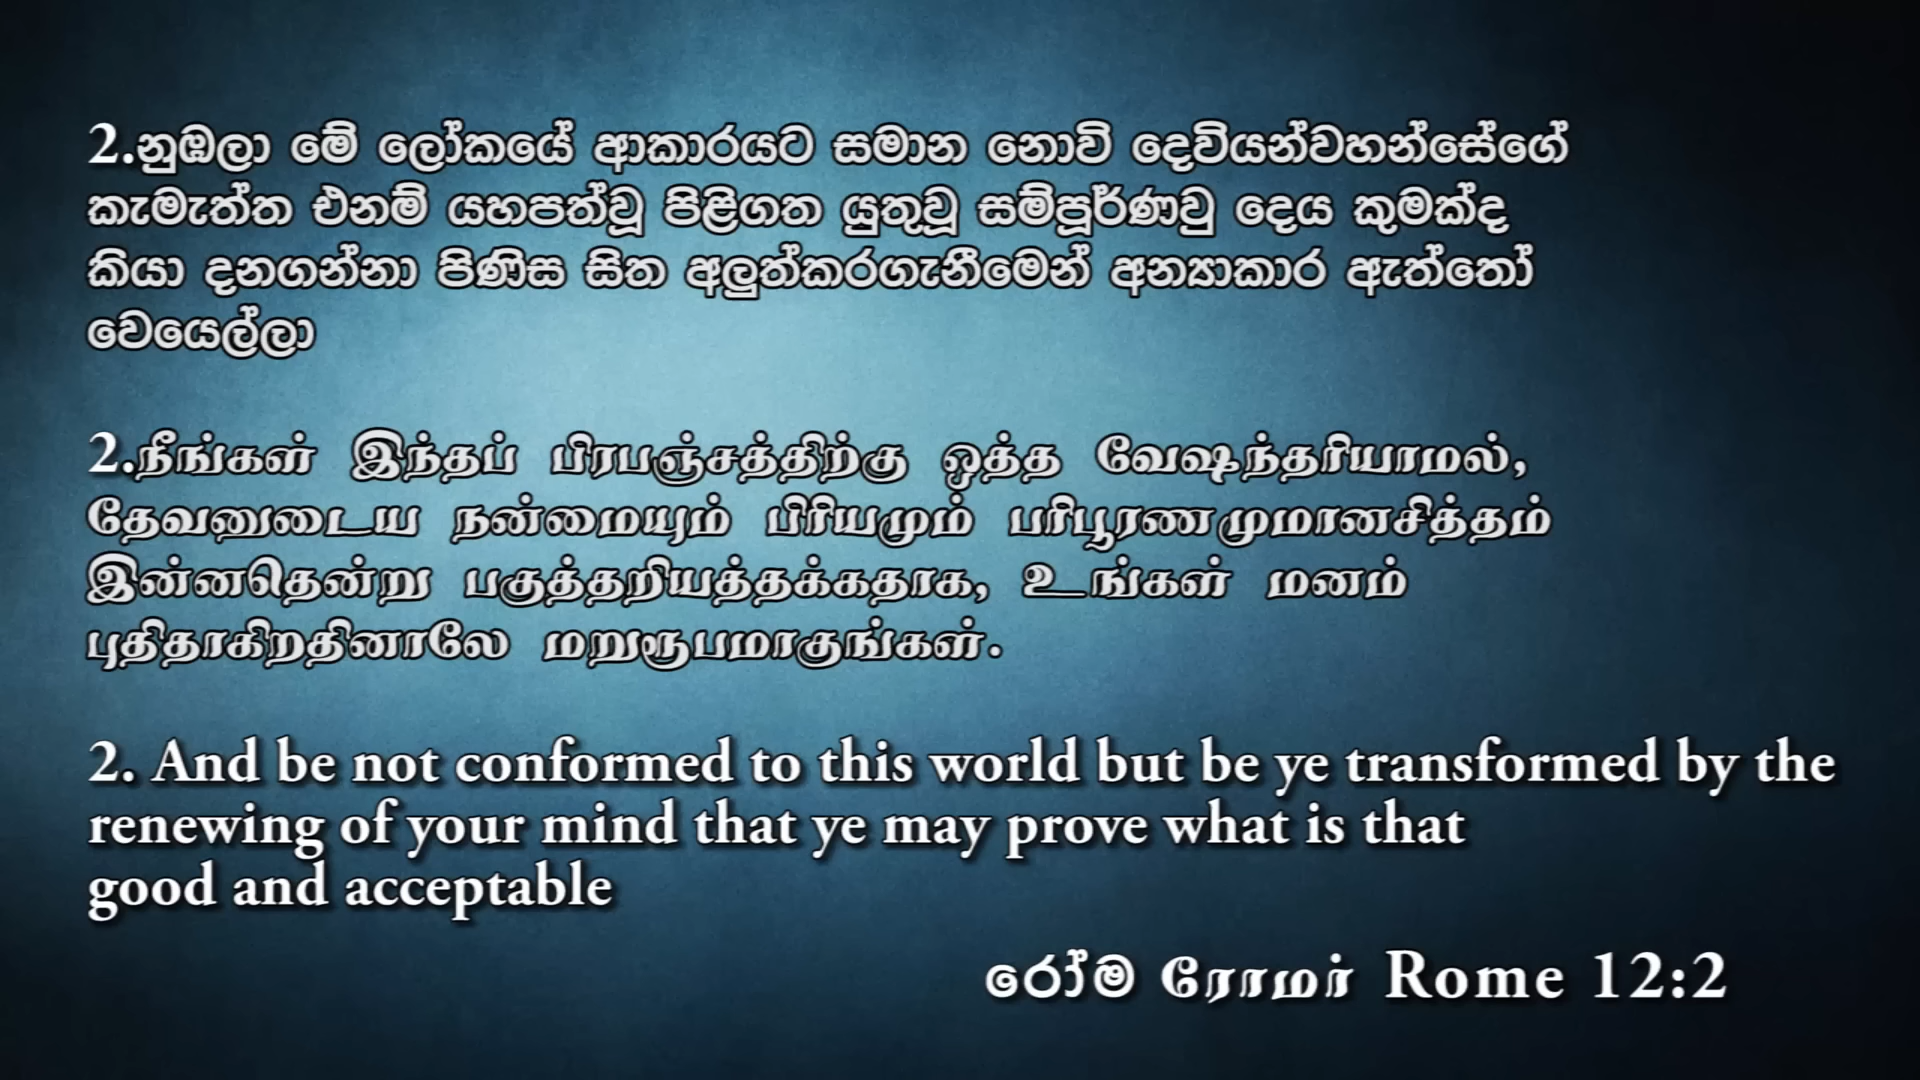 2.නුඹලා මේ ලෝකයේ ආකාරයට සමාන නොවී දෙවියන්වහන්සේගේ
කැමැත්ත එනම් යහපත්වූ පිළිගත යුතුවූ සම්පූර්ණවු දෙය කුමක්ද
කියා දනගන්නා පිණිස සිත අලුත්කරගැනීමෙන් අන්‍යාකාර ඇත්තෝ
වෙයෙල්ලා
2.நீங்கள் இந்தப் பிரபஞ்சத்திற்கு ஒத்த வேஷந்தரியாமல்,
தேவனுடைய நன்மையும் பிரியமும் பரிபூரணமுமானசித்தம்
இன்னதென்று பகுத்தறியத்தக்கதாக, உங்கள் மனம்
புதிதாகிறதினாலே மறுரூபமாகுங்கள்.
2. And be not conformed to this world but be ye transformed by the
renewing of your mind that ye may prove what is that
good and acceptable
රෝම ரோமர் Rome 12:2